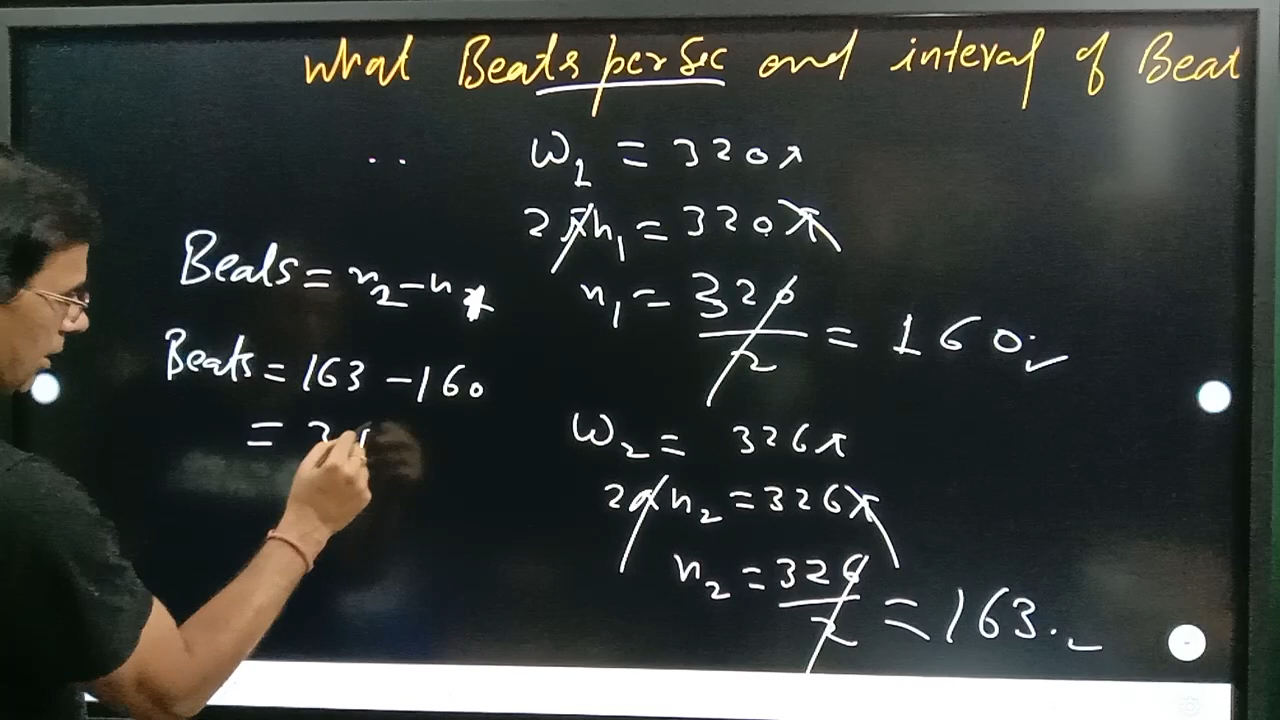 what Beats per Sec and interval of Beat
ω1 = 320π
2πn1 = 320π
n1 = 320/2 = 160
Beats = n2 - n1
Beats = 163 - 160
= 3
ω2 = 326π
2πn2 = 326π
n2 = 326/2 = 163